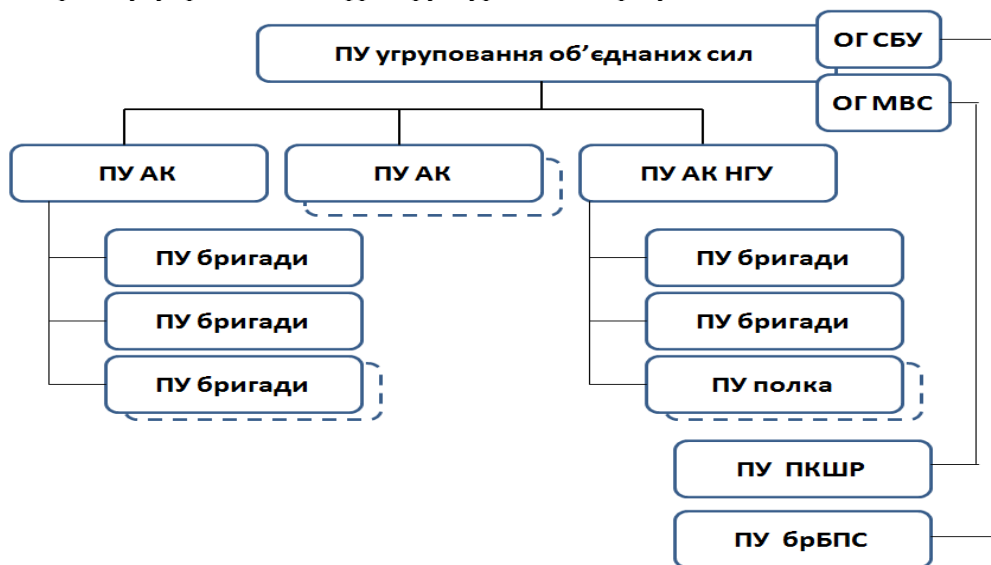 ПУ угруповання об’єднаних сил
ОГ СБУ
ОГ МВС
ПУ АК
ПУ АК
ПУ АК НГУ
ПУ бригади
ПУ бригади
ПУ бригади
ПУ бригади
ПУ бригади
ПУ полка
ПУ ПКШР
ПУ брБПС